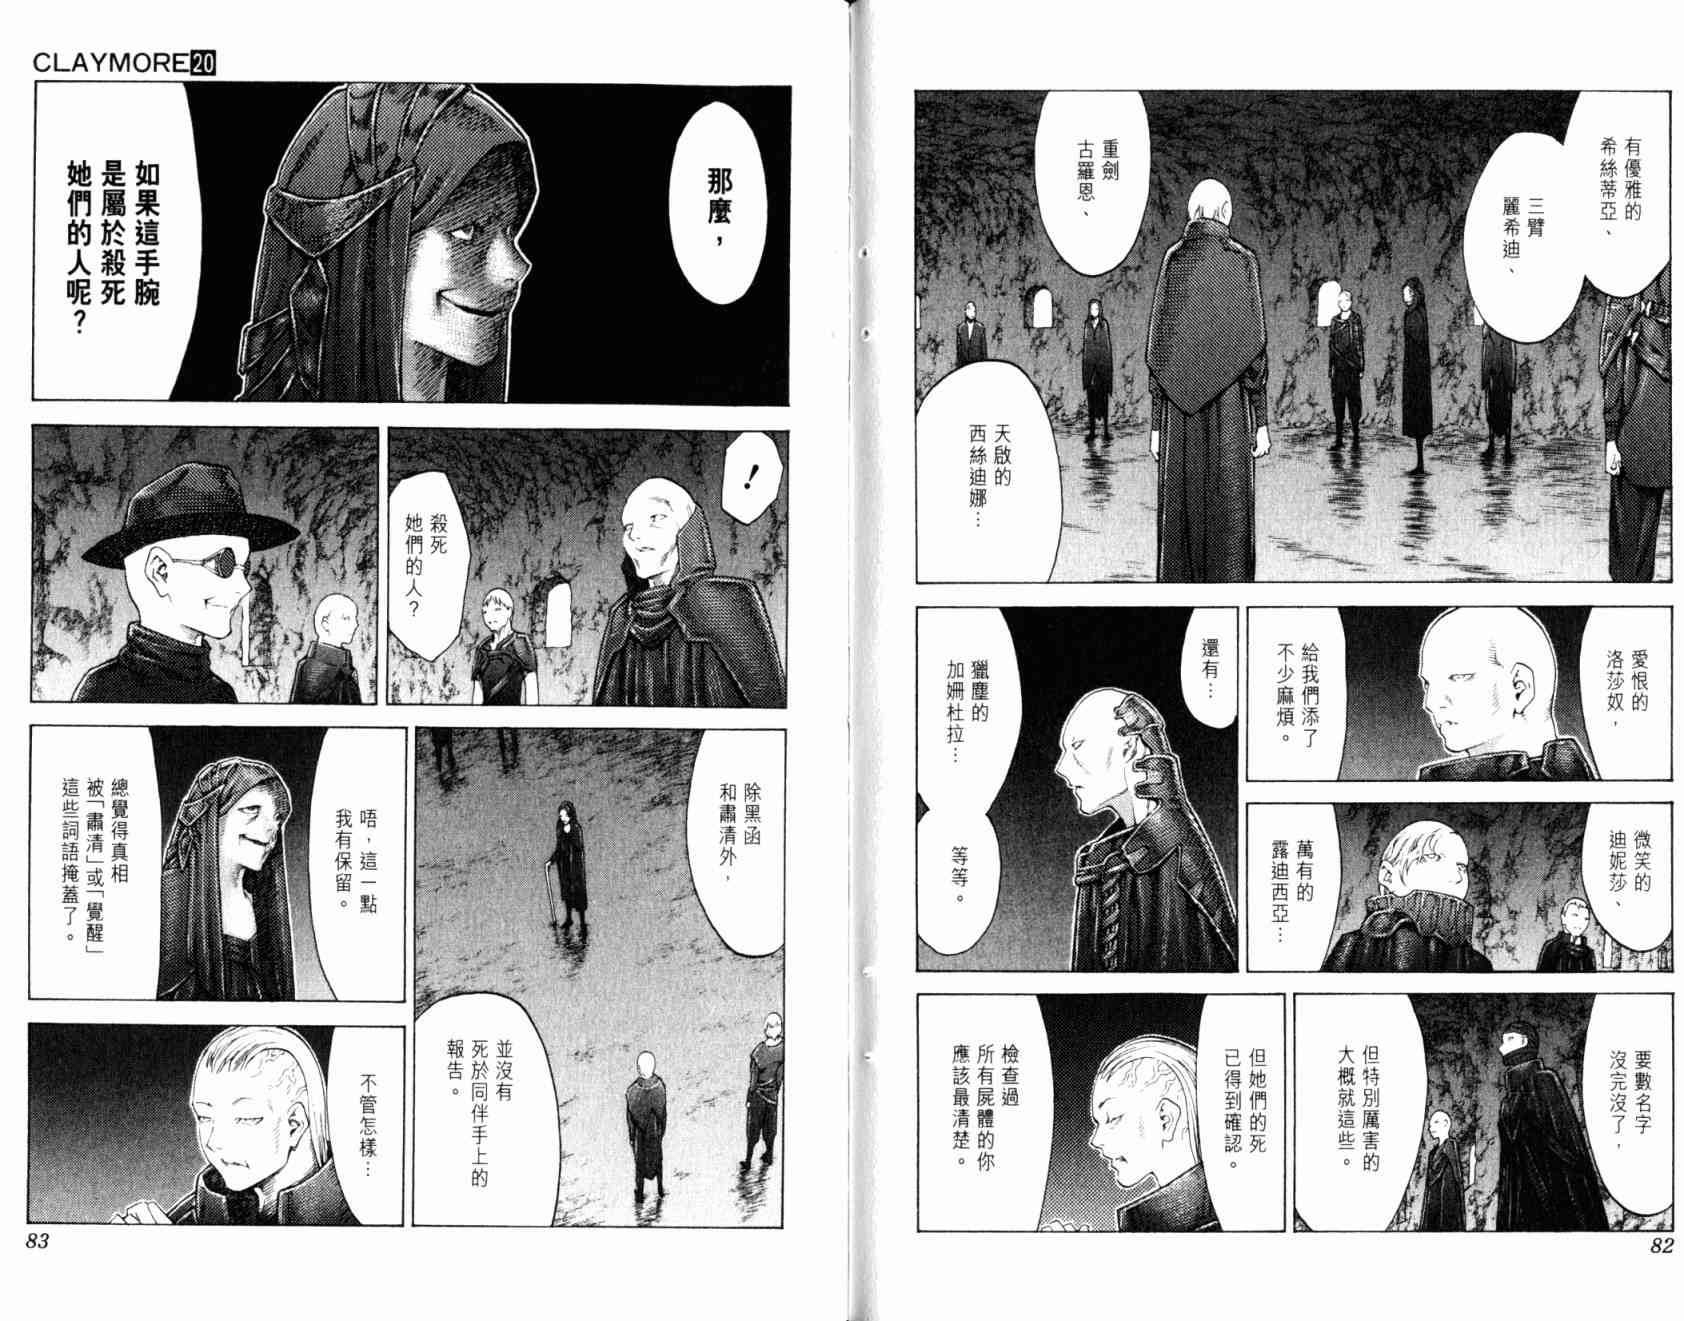 有優雅的
希絲蒂亞、
三臂
麗希迪、
重劍
古羅恩、
天啟的
西絲迪娜…
愛恨的
洛莎奴,
給我們添了
不少麻煩。
微笑的
迪妮莎、
萬有的
露迪西亞…
還有…
獵塵的
加姍杜拉…
等等。
要數名字
沒完沒了,
但特別厲害的
大概就這些。
但她們的死
已得到確認。
檢查過
所有屍體的你
應該最清楚。
82
CLAYMORE20
那麼,
如果這手腕
是屬於殺死
她們的人呢?
!
殺死
她們的人?
除黑函
和肅清外,
並沒有
死於同伴手上的
報告。
唔,這一點
我有保留。
總覺得真相
被「肅清」或「覺醒」
這些詞語掩蓋了。
不管怎樣…
83